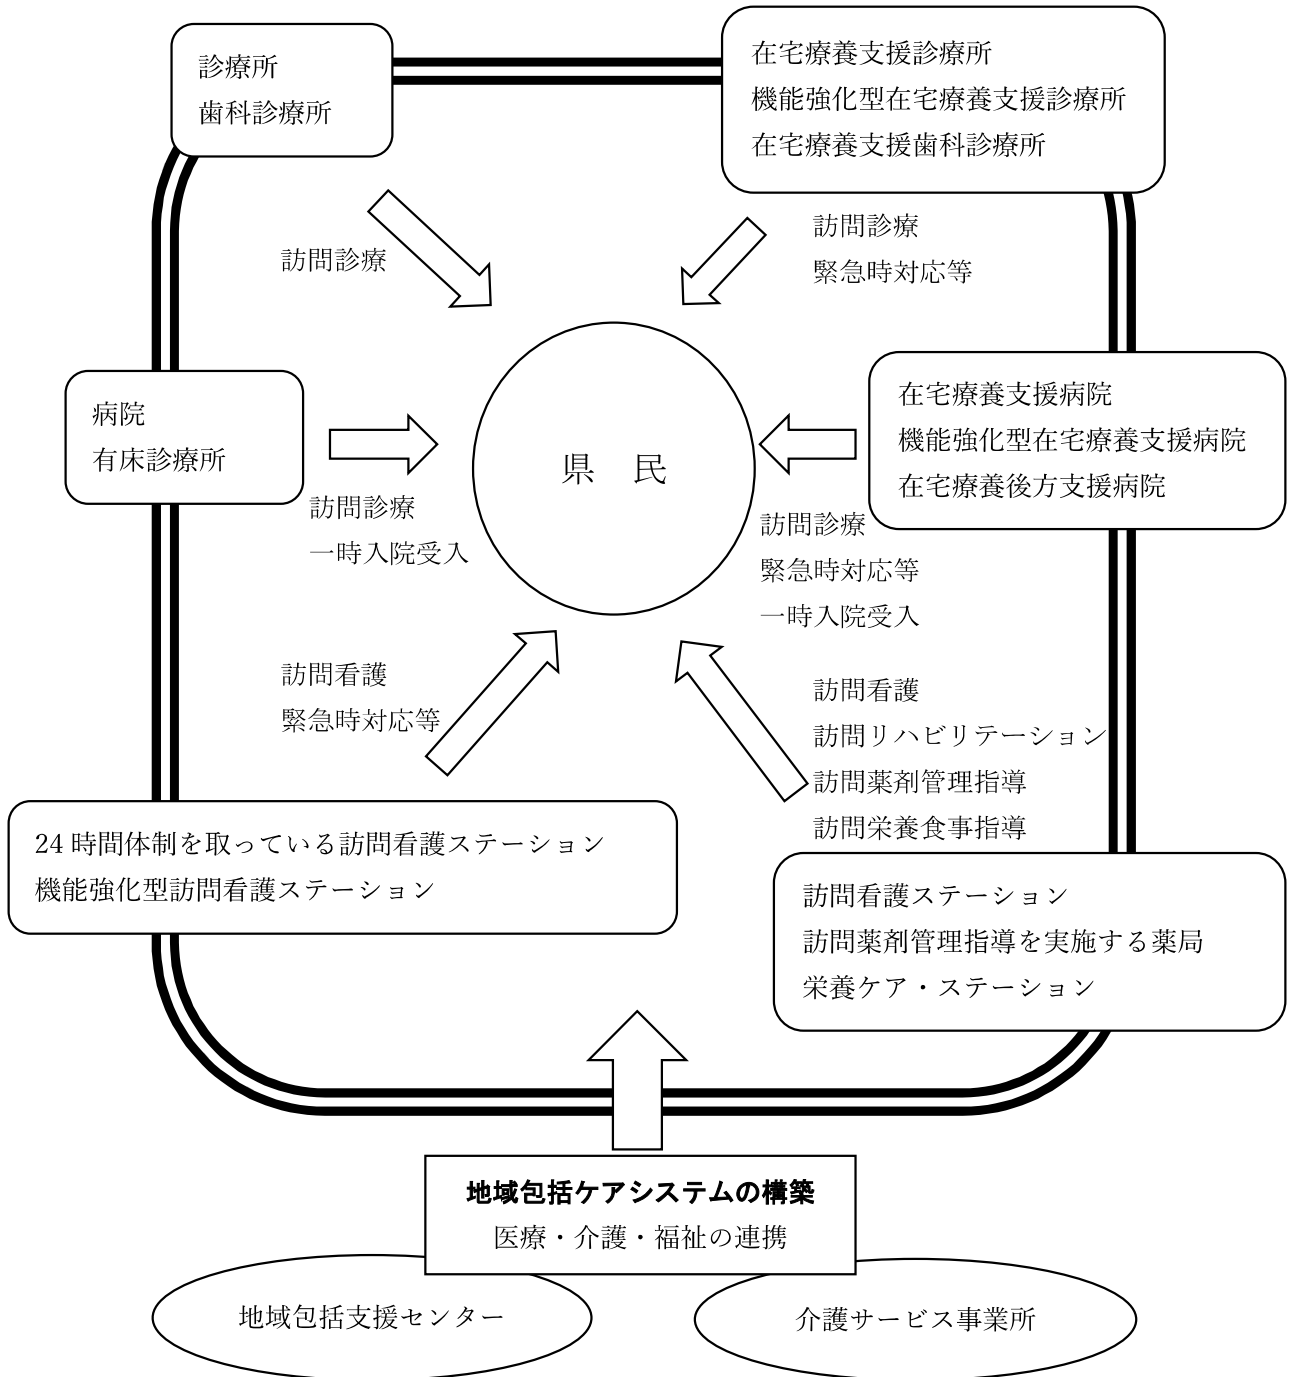 診療所
歯科診療所
在宅療養支援診療所
機能強化型在宅療養支援診療所
在宅療養支援歯科診療所
訪問診療
訪問診療
緊急時対応等
病院
有床診療所
県 民
在宅療養支援病院
機能強化型在宅療養支援病院
在宅療養後方支援病院
訪問診療
一時入院受入
訪問診療
緊急時対応等
一時入院受入
訪問看護
緊急時対応等
訪問看護
訪問リハビリテーション
訪問薬剤管理指導
訪問栄養食事指導
24 時間体制を取っている訪問看護ステーション
機能強化型訪問看護ステーション
訪問看護ステーション
訪問薬剤管理指導を実施する薬局
栄養ケア・ステーション
地域包括ケアシステムの構築
医療・介護・福祉の連携
地域包括支援センター
介護サービス事業所